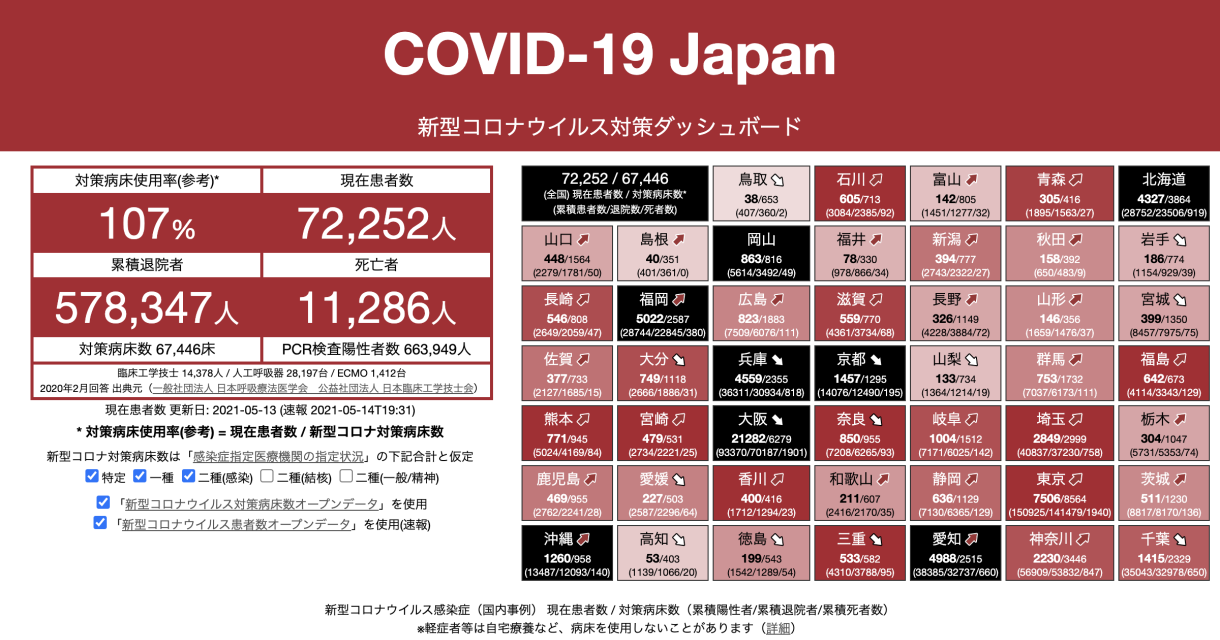 COVID-19 Japan
新型コロナウイルス対策ダッシュボード
対策病床使用率(参考)* 現在患者数
107% 72,252人
累積退院者 死亡者
578,347人 11,286人
対策病床数 67,446床 PCR検査陽性者数 663,949人
臨床工学技士 14,378人 / 人工呼吸器 28,197台 / ECMO 1,412台
2020年2月回答 出典元（一般社団法人 日本呼吸療法医学会　公益社団法人 日本臨床工学技士会）
現在患者数 更新日: 2021-05-13 (速報 2021-05-14T19:31)
* 対策病床使用率(参考) = 現在患者数 / 新型コロナ対策病床数
新型コロナ対策病床数は「感染症指定医療機関の指定状況」の下記合計と仮定
特定 一種 二種(感染) 二種(結核) 二種(一般/精神)
「新型コロナウイルス対策病床数オープンデータ」を使用
「新型コロナウイルス患者数オープンデータ」を使用(速報)
72,252 / 67,446
(全国) 現在患者数 / 対策病床数*
(累積患者数/退院数/死者数)
鳥取 石川 富山 青森 北海道
38/653 605/713 142/805 305/416 4327/3864
(407/360/2) (3084/2385/92) (1451/1277/32) (1895/1563/27) (28752/23506/919)
山口 島根 岡山 福井 新潟 秋田 岩手
448/1564 40/351 863/816 78/330 394/777 158/392 186/774
(2279/1781/50) (401/361/0) (5614/3492/49) (978/866/34) (2743/2322/27) (650/483/9) (1154/929/39)
長崎 福岡 広島 滋賀 長野 山形 宮城
546/808 5022/2587 823/1883 559/770 326/1149 146/356 399/1350
(2649/2059/47) (28744/22845/380) (7509/6076/111) (4361/3734/68) (4228/3884/72) (1659/1476/37) (8457/7975/75)
佐賀 大分 兵庫 京都 山梨 群馬 福島
377/733 749/1118 4559/2355 1457/1295 133/734 753/1732 642/673
(2127/1685/15) (2666/1886/31) (36311/30934/818) (14076/12490/195) (1364/1214/19) (7037/6173/111) (4114/3343/129)
熊本 宮崎 大阪 奈良 岐阜 埼玉 栃木
771/945 479/531 21282/6279 850/955 1004/1512 2849/2999 304/1047
(5024/4169/84) (2734/2221/25) (93370/70187/1901) (7208/6265/93) (7171/6025/142) (40837/37230/758) (5731/5353/74)
鹿児島 愛媛 香川 和歌山 静岡 東京 茨城
469/955 227/503 400/416 211/607 636/1129 7506/8564 511/1230
(2762/2241/28) (2587/2296/64) (1712/1294/23) (2416/2170/35) (7130/6365/129) (150925/141479/1940) (8817/8170/136)
沖縄 高知 徳島 三重 愛知 神奈川 千葉
1260/958 53/403 199/543 533/582 4988/2515 2230/3446 1415/2329
(13487/12093/140) (1139/1066/20) (1542/1289/54) (4310/3788/95) (38385/32737/660) (56909/53832/847) (35043/32978/650)
新型コロナウイルス感染症（国内事例） 現在患者数 / 対策病床数（累積陽性者/累積退院者/累積死者数）
※軽症者等は自宅療養など、病床を使用しないことがあります（詳細）